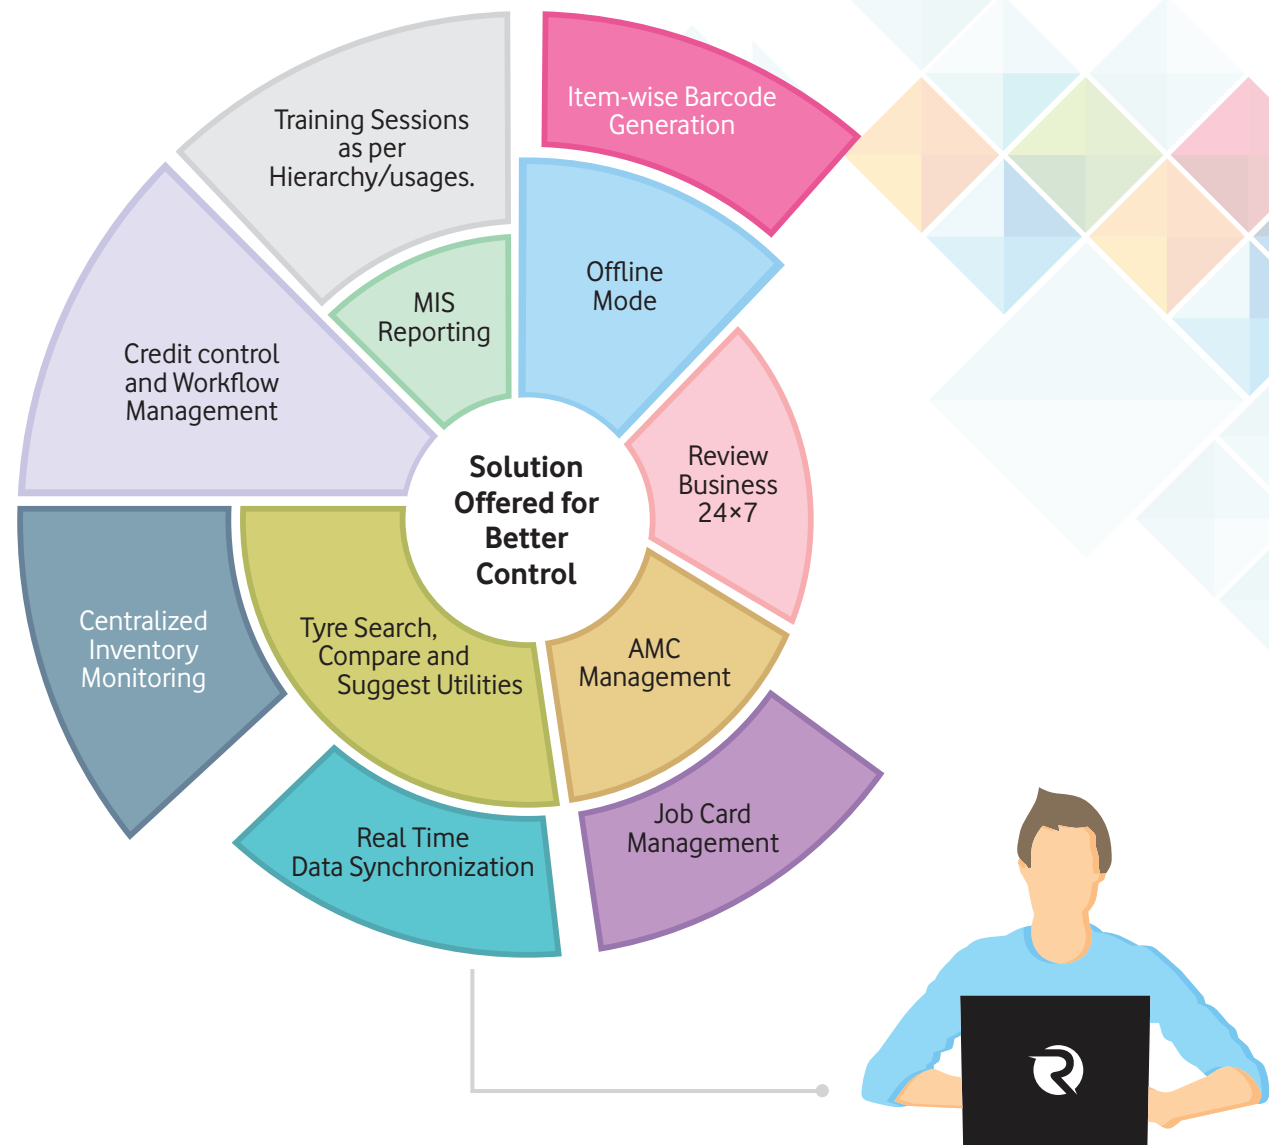 Item-wise Barcode
Generation
Training Sessions
as per
Hierarchy/usages.
Offline
Mode
MIS
Reporting
Credit control
and Workflow
Management
Review
Business
24×7
Solution
Offered for
Better
Control
Centralized
Inventory
Monitoring
Tyre Search,
Compare and
Suggest Utilities
AMC
Management
Job Card
Management
Real Time
Data Synchronization